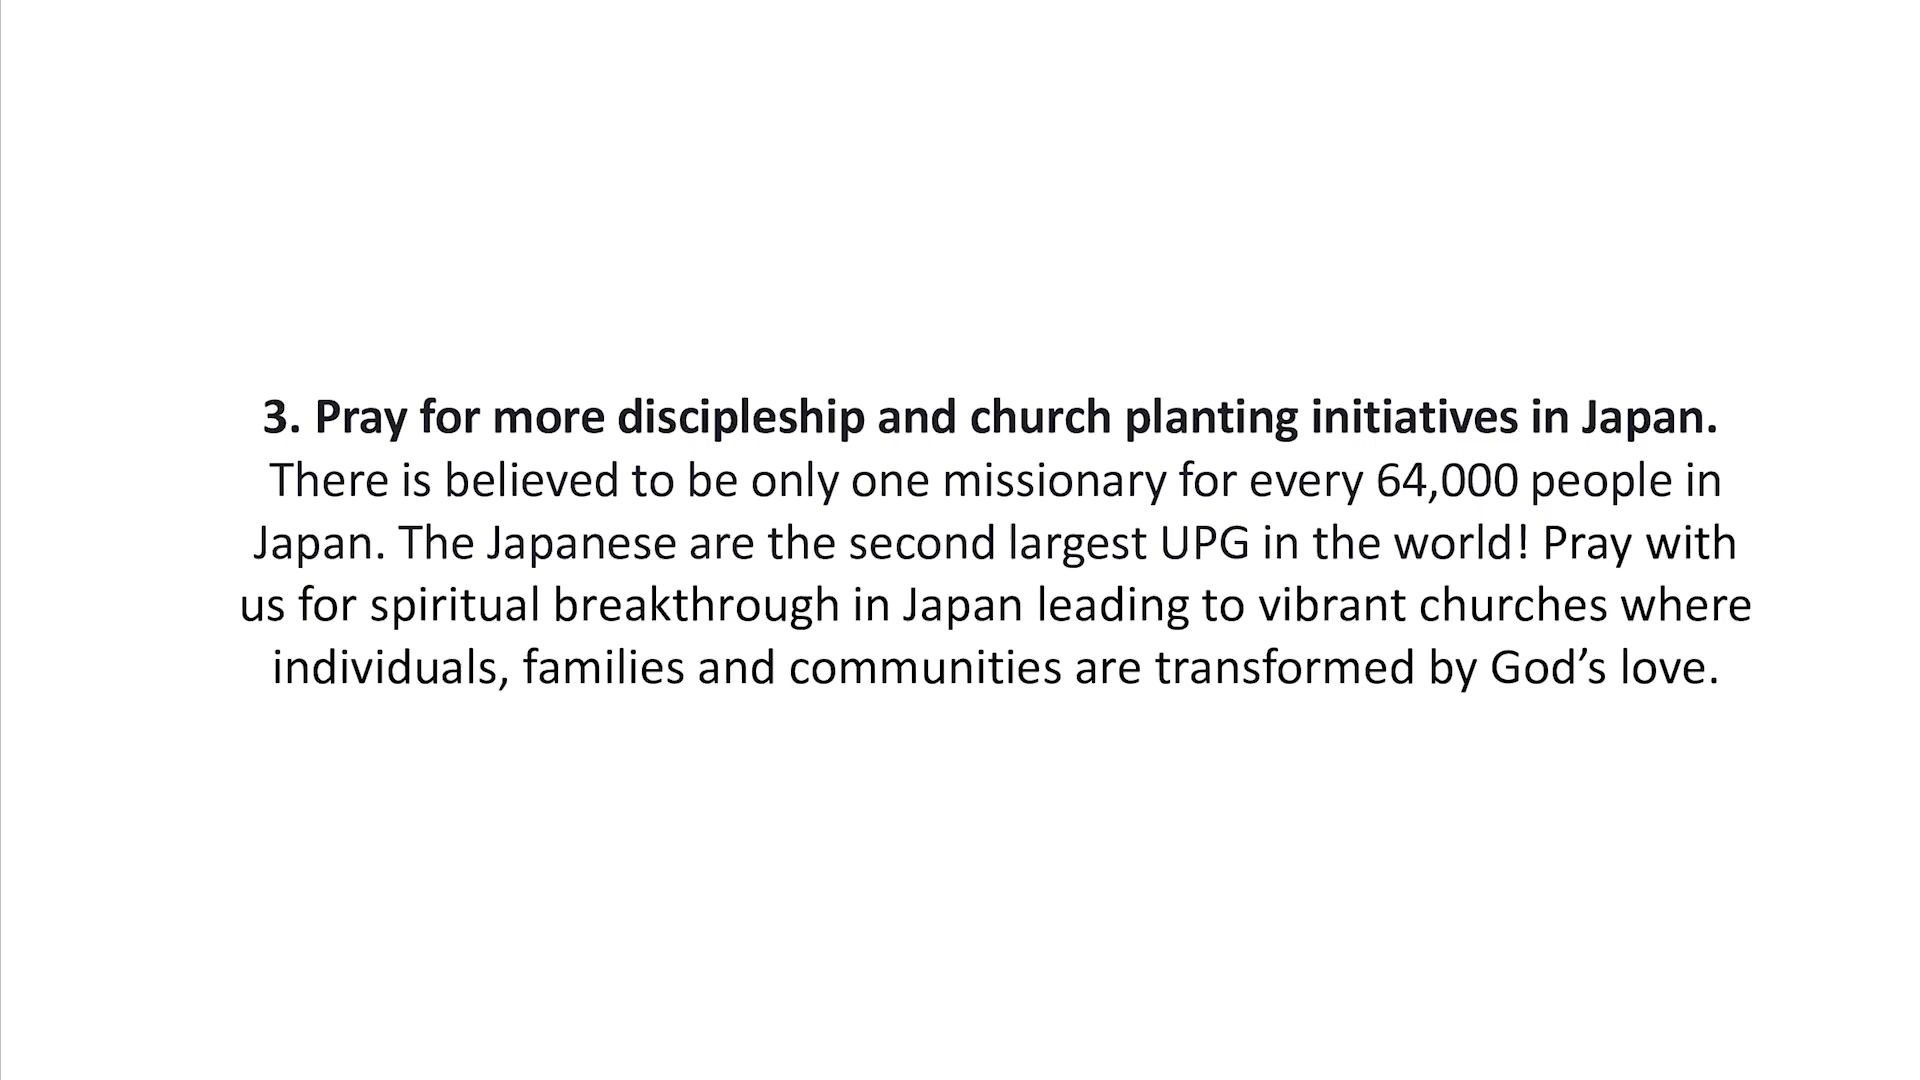 3. Pray for more discipleship and church planting initiatives in Japan.
There is believed to be only one missionary for every 64,000 people in
Japan. The Japanese are the second largest UPG in the world! Pray with
us for spiritual breakthrough in Japan leading to vibrant churches where
individuals, families and communities are transformed by God’s love.